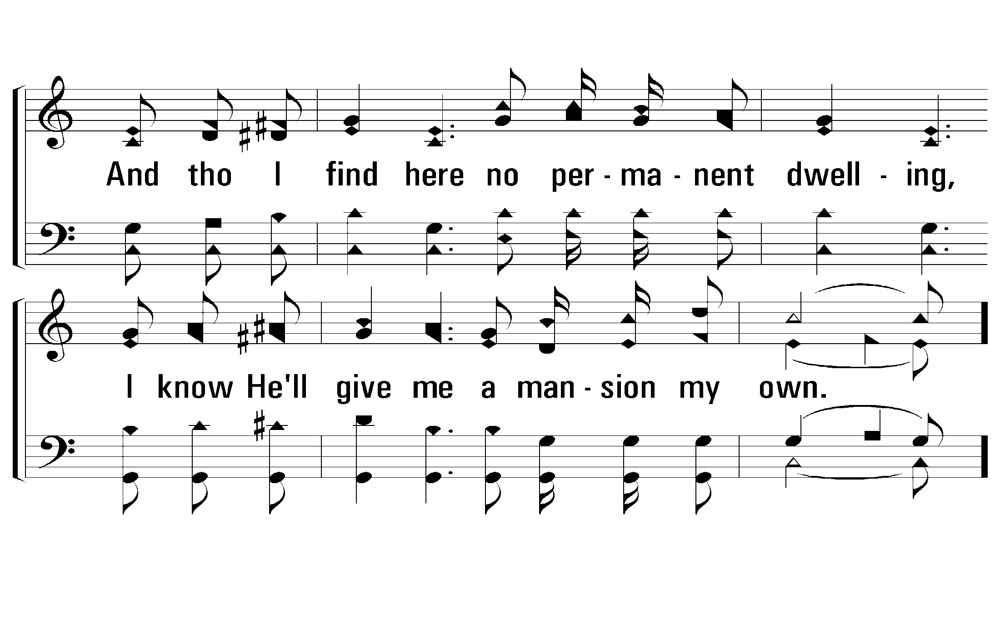 And tho I find here no per - ma - nent dwell - ing,
I know He'll give me a man - sion my own.